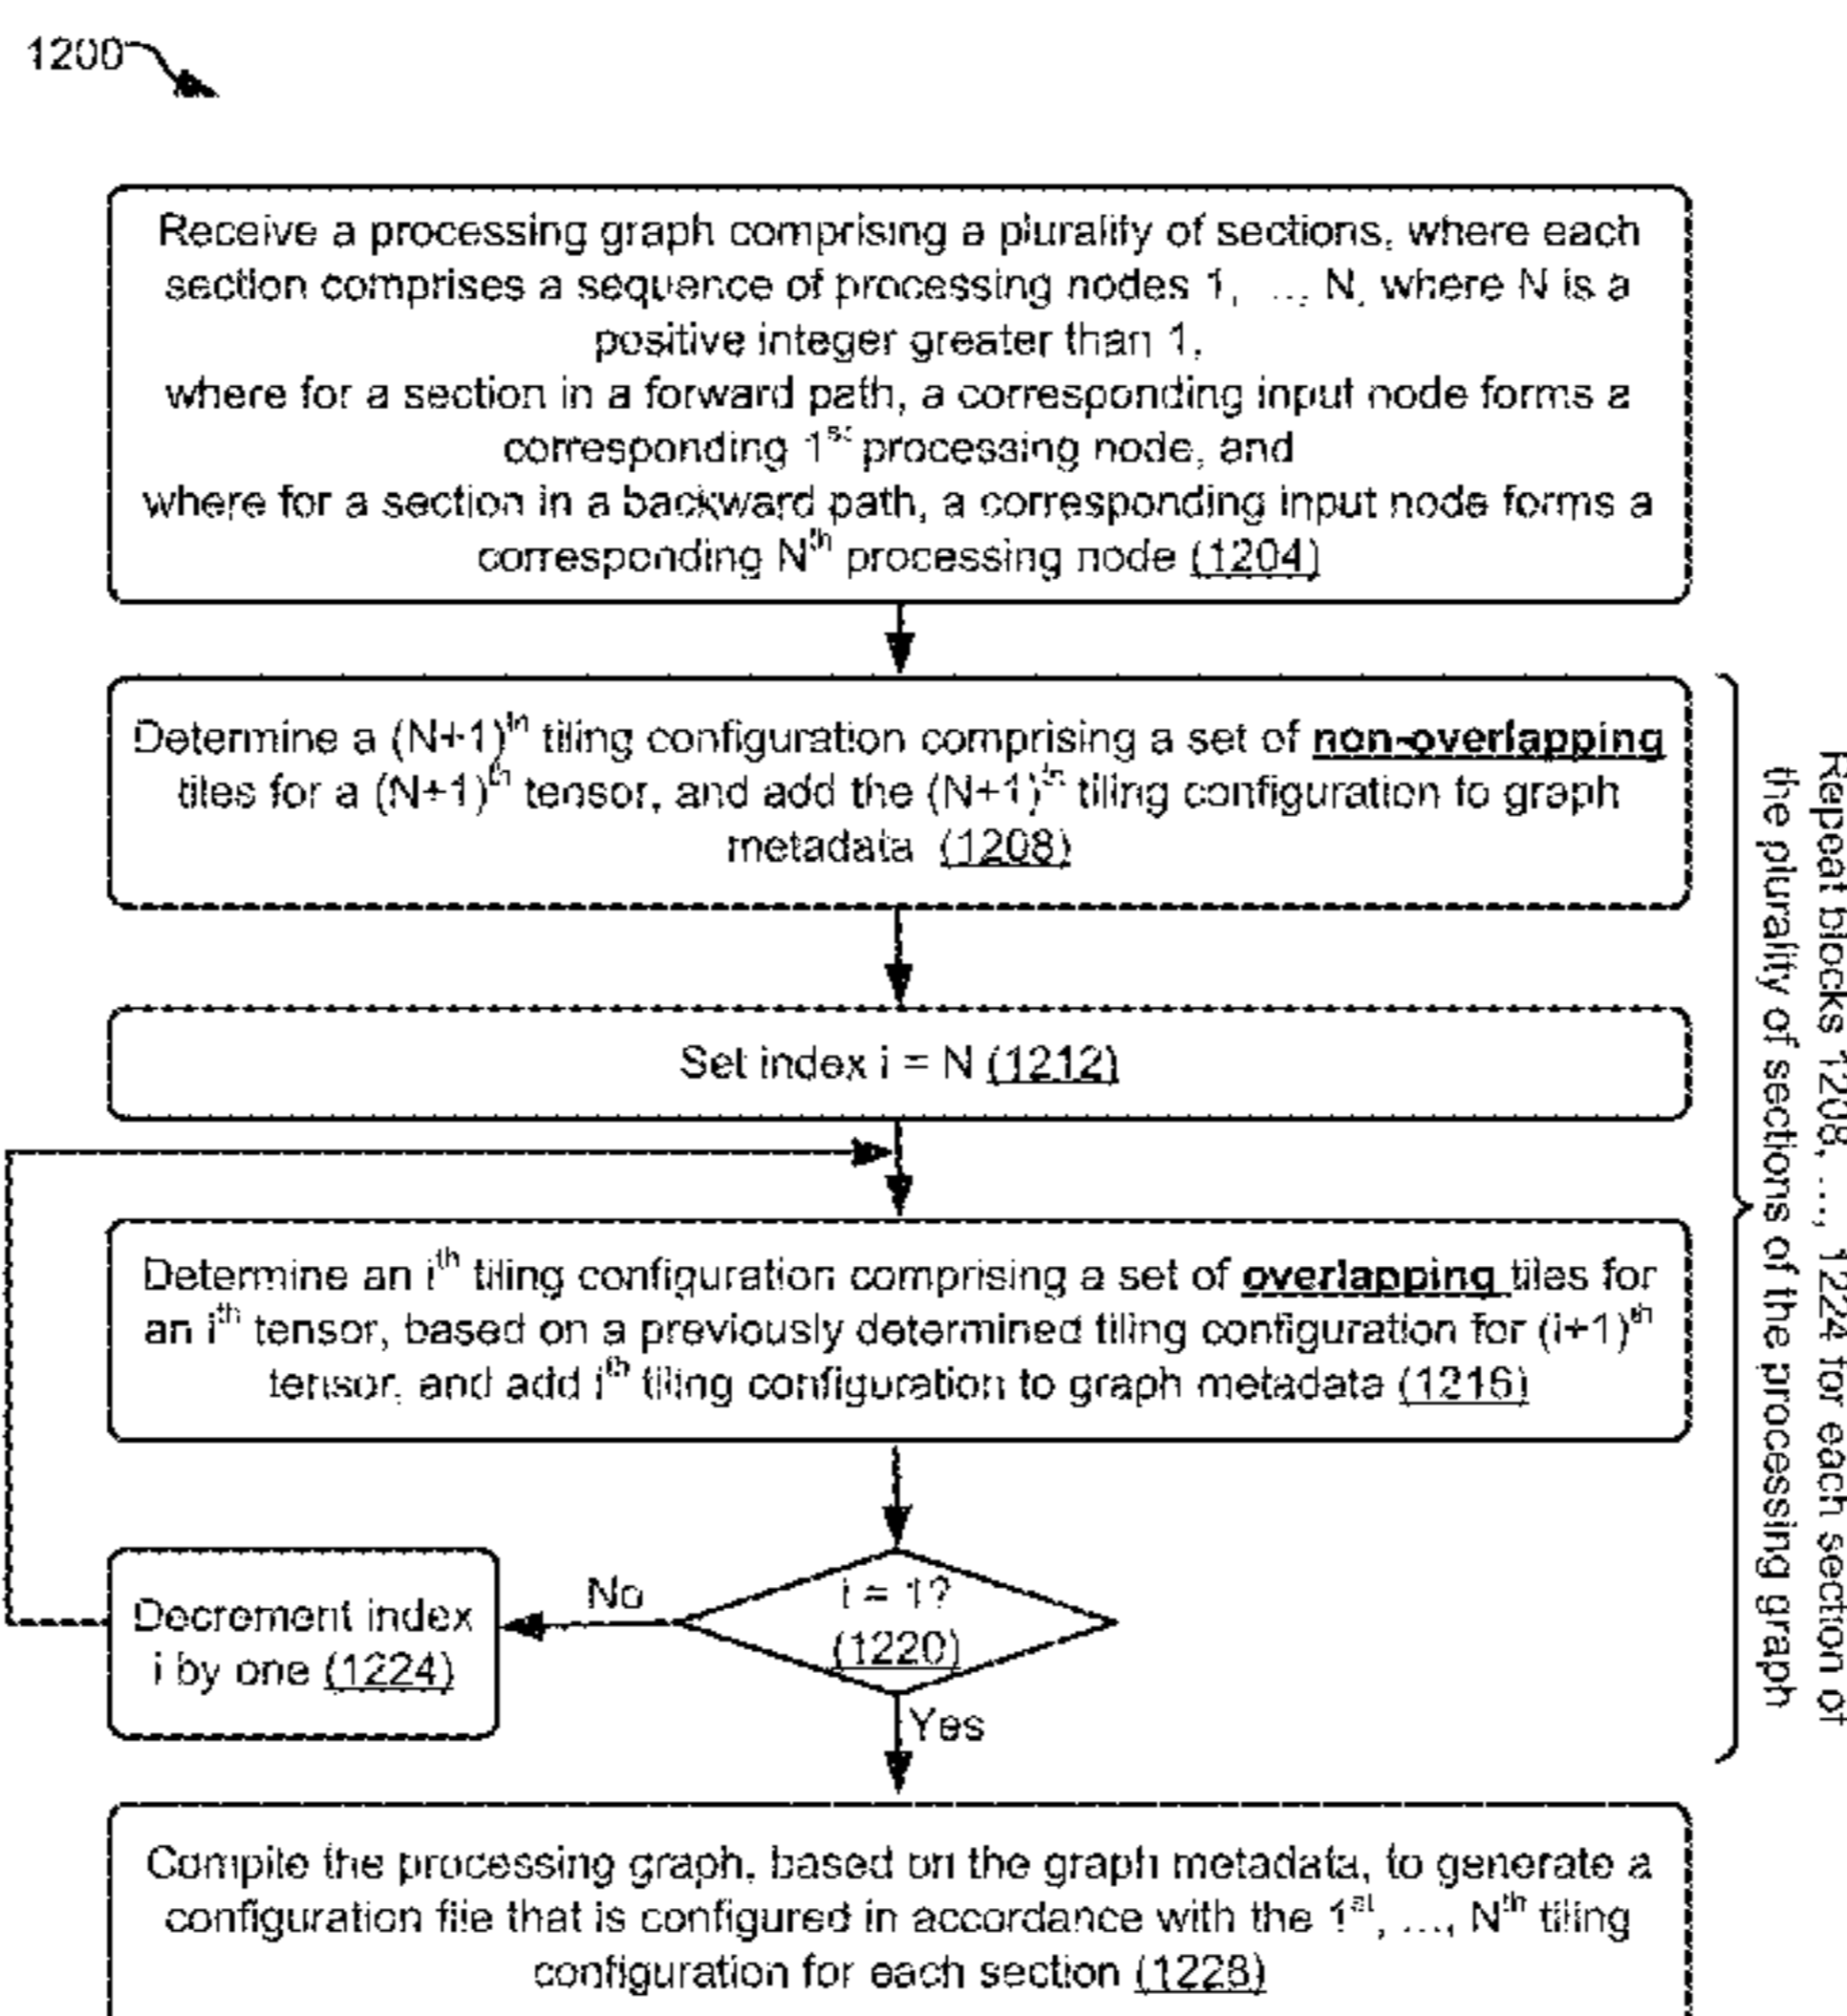 1200
Receive a processing graph comprising a plurality of sections, where each
section comprises a sequence of processing nodes 1, ..., N, where N is a
positive integer greater than 1,
where for a section in a forward path, a corresponding input node forms a
corresponding 1st processing node, and
where for a section in a backward path, a corresponding input node forms a
corresponding Nth processing node (1204)
Determine a (N+1)th tiling configuration comprising a set of non-overlapping
tiles for a (N+1)th tensor, and add the (N+1)th tiling configuration to graph
metadata (1208)
Set index i = N (1212)
Determine an ith tiling configuration comprising a set of overlapping tiles for
an ith tensor, based on a previously determined tiling configuration for (i+1)th
tensor, and add ith tiling configuration to graph metadata (1216)
i = 1?
(1220)
No
Decrement index
i by one (1224)
Yes
Repeat blocks 1208, ..., 1224 for each section of
the plurality of sections of the processing graph
Compile the processing graph, based on the graph metadata, to generate a
configuration file that is configured in accordance with the 1st, ..., Nth tiling
configuration for each section (1228)